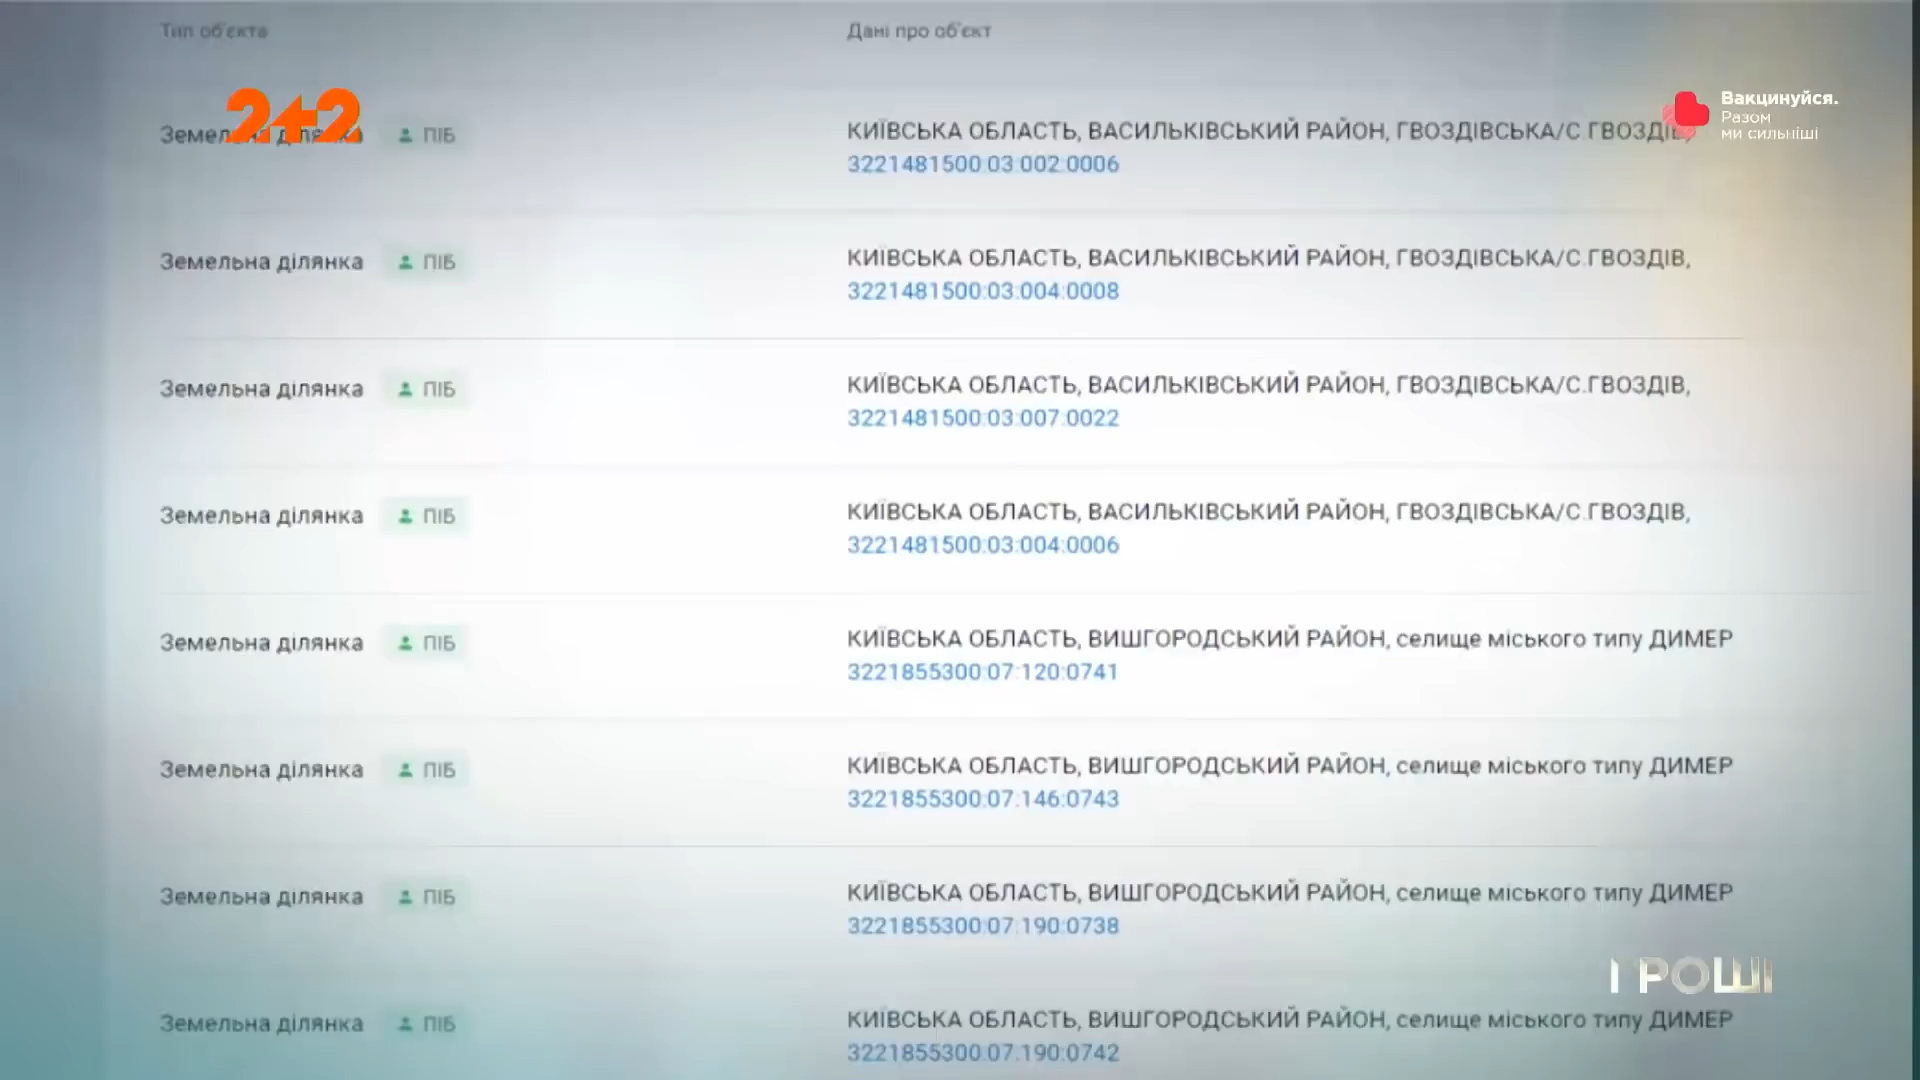 Тип об'єкта
Дані про об'єкт
2+2
Вакцинуйся.
Разом
ми сильніші
Земельна ділянка ПІБ
КИЇВСЬКА ОБЛАСТЬ, ВАСИЛЬКІВСЬКИЙ РАЙОН, ГВОЗДІВСЬКА/С.ГВОЗДІВ,
3221481500:03:002:0006
Земельна ділянка ПІБ
КИЇВСЬКА ОБЛАСТЬ, ВАСИЛЬКІВСЬКИЙ РАЙОН, ГВОЗДІВСЬКА/С.ГВОЗДІВ,
3221481500:03:004:0008
Земельна ділянка ПІБ
КИЇВСЬКА ОБЛАСТЬ, ВАСИЛЬКІВСЬКИЙ РАЙОН, ГВОЗДІВСЬКА/С.ГВОЗДІВ,
3221481500:03:007:0022
Земельна ділянка ПІБ
КИЇВСЬКА ОБЛАСТЬ, ВАСИЛЬКІВСЬКИЙ РАЙОН, ГВОЗДІВСЬКА/С.ГВОЗДІВ,
3221481500:03:004:0006
Земельна ділянка ПІБ
КИЇВСЬКА ОБЛАСТЬ, ВИШГОРОДСЬКИЙ РАЙОН, селище міського типу ДИМЕР
3221855300:07:120:0741
Земельна ділянка ПІБ
КИЇВСЬКА ОБЛАСТЬ, ВИШГОРОДСЬКИЙ РАЙОН, селище міського типу ДИМЕР
3221855300:07:146:0743
Земельна ділянка ПІБ
КИЇВСЬКА ОБЛАСТЬ, ВИШГОРОДСЬКИЙ РАЙОН, селище міського типу ДИМЕР
3221855300:07:190:0738
ГРОШІ
Земельна ділянка ПІБ
КИЇВСЬКА ОБЛАСТЬ, ВИШГОРОДСЬКИЙ РАЙОН, селище міського типу ДИМЕР
3221855300:07:190:0742